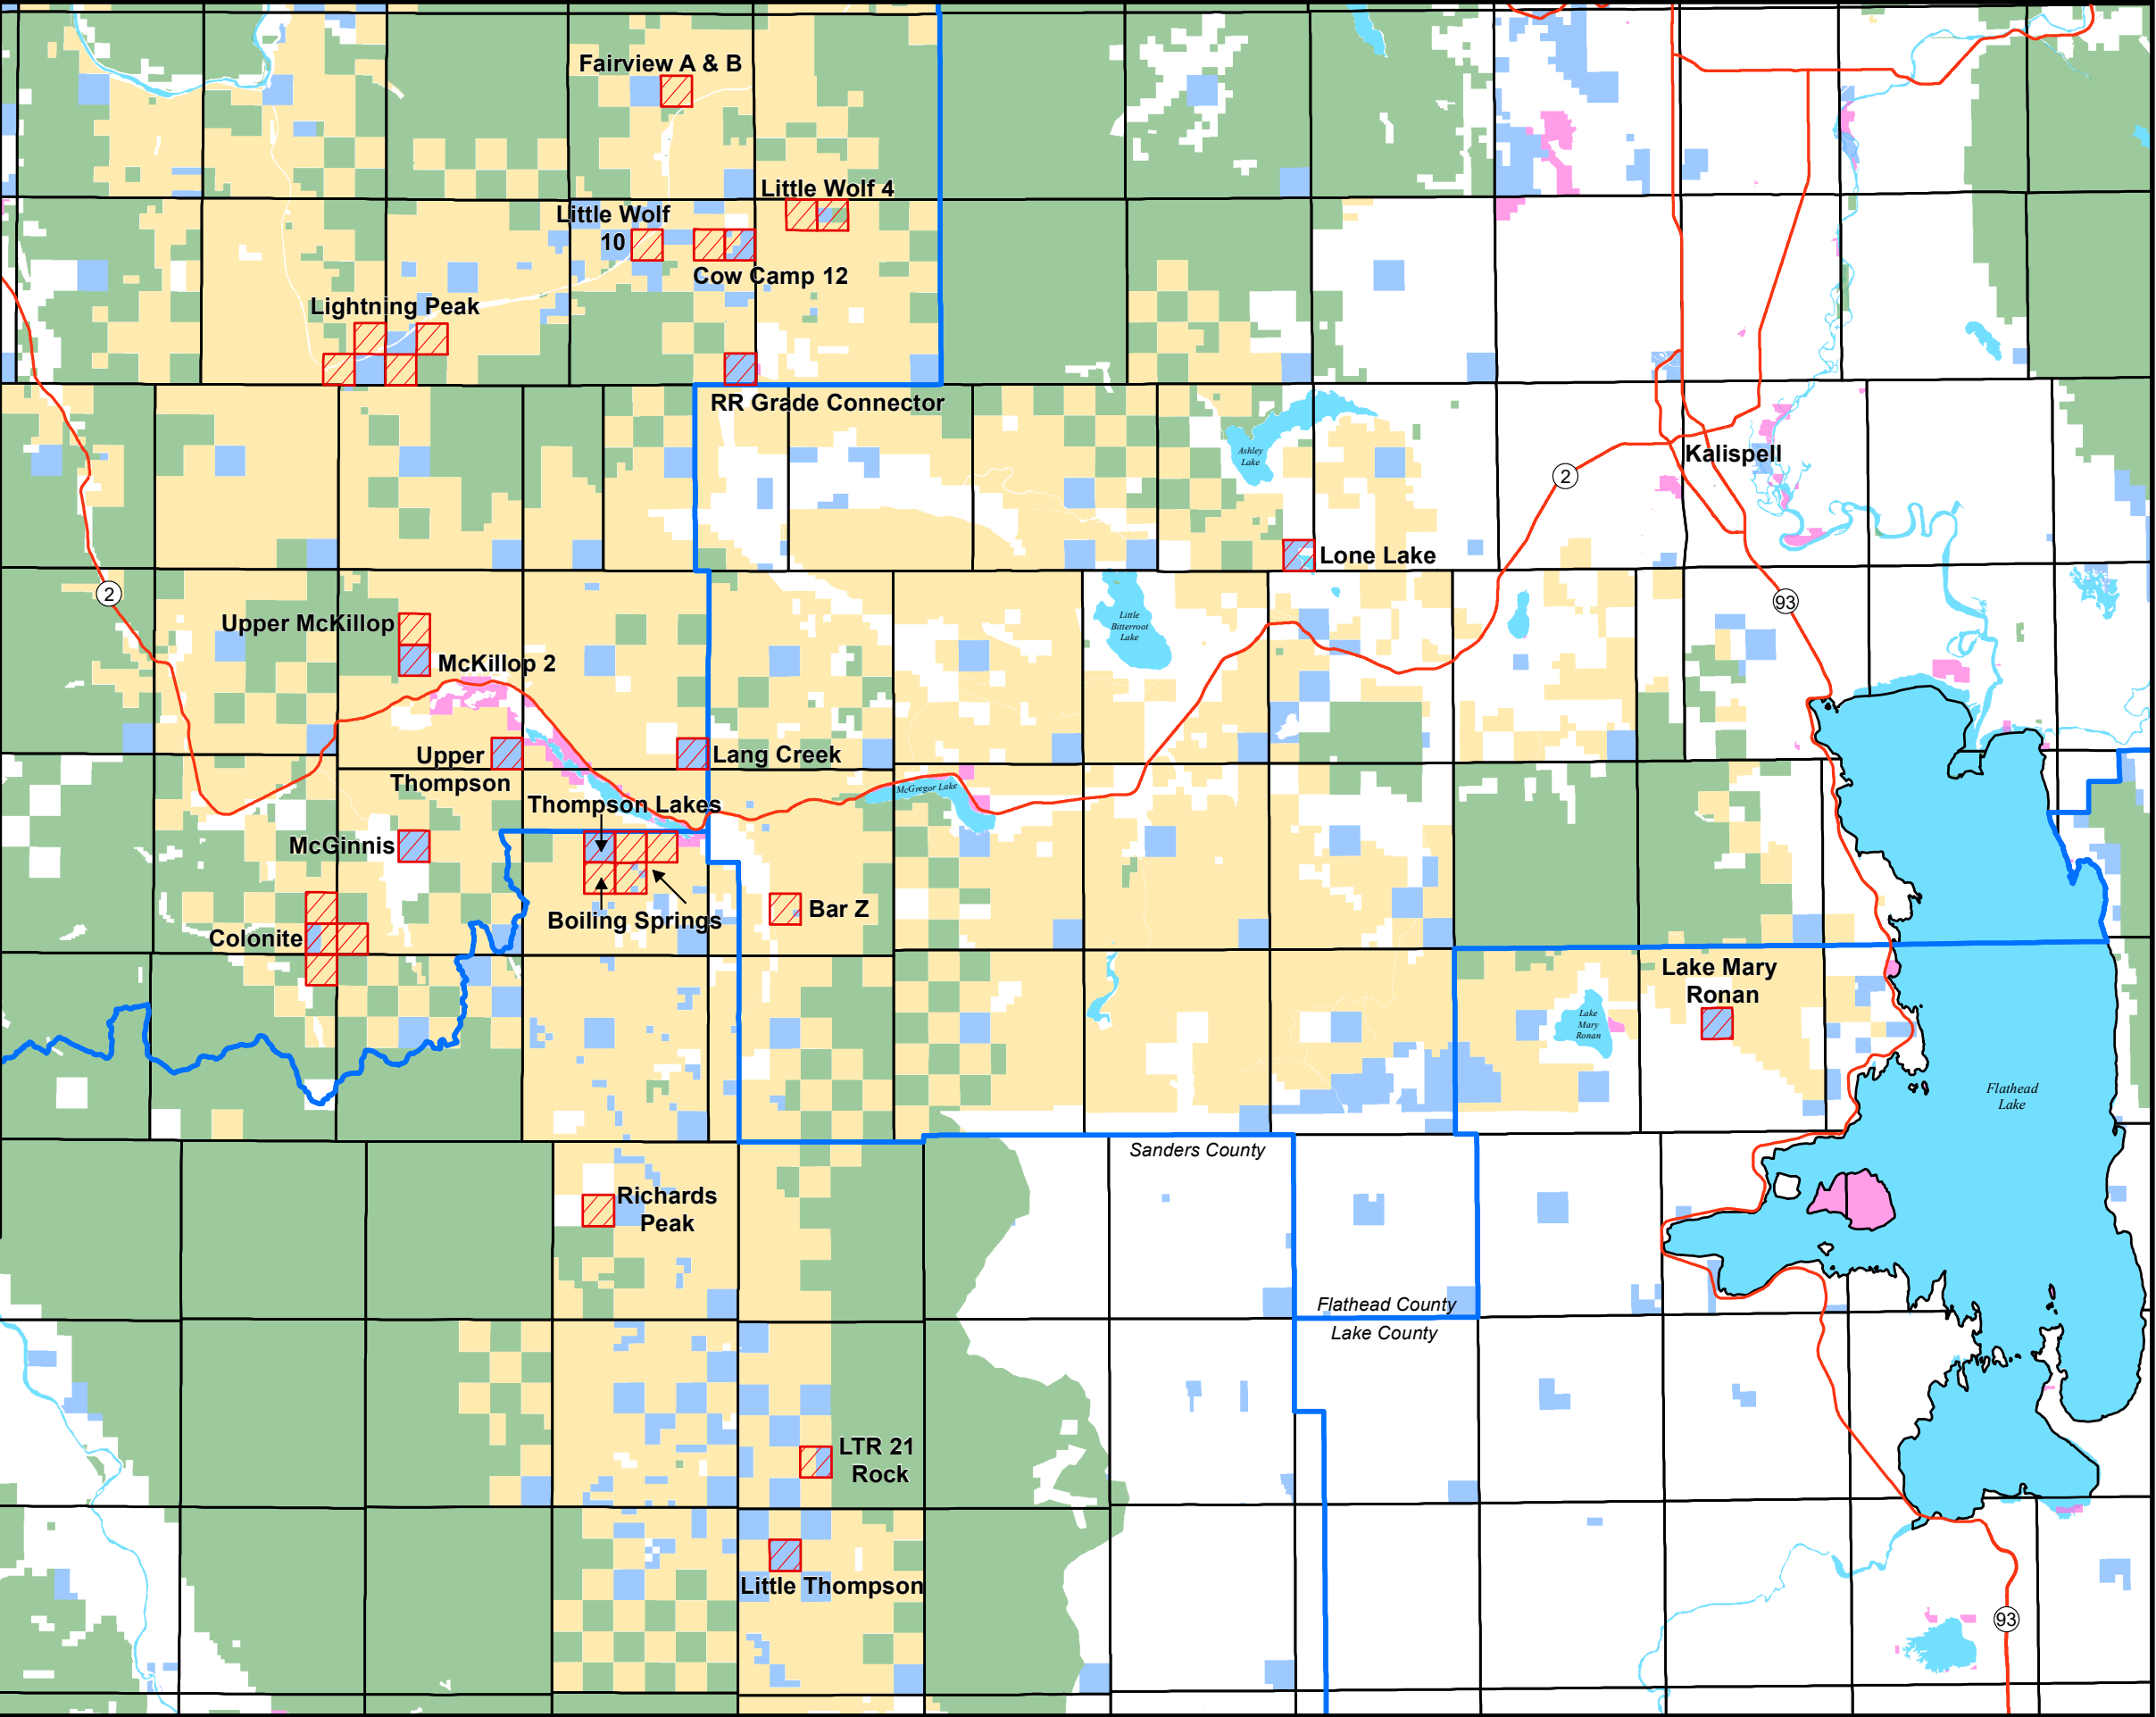 Fairview A & B
Little Wolf 4
Little Wolf
10
Cow Camp 12
Lightning Peak
RR Grade Connector
Ashley
Lake
Kalispell
2
Lone Lake
2
93
Upper McKillop
Little
Bitterroot
Lake
McKillop 2
Upper
Thompson
Lang Creek
Thompson Lakes
McGregor Lake
McGinnis
Boiling Springs
Bar Z
Colonite
Lake Mary
Ronan
Lake
Mary
Ronan
Flathead
Lake
Sanders County
Richards
Peak
Flathead County
Lake County
LTR 21
Rock
Little Thompson
93